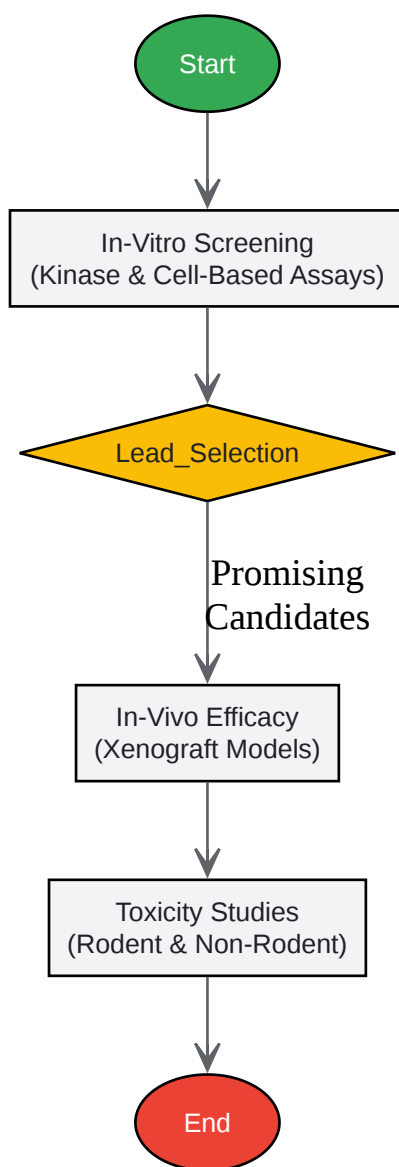 Start
In-Vitro Screening
(Kinase & Cell-Based Assays)
Lead_Selection
Promising
Candidates
In-Vivo Efficacy
(Xenograft Models)
Toxicity Studies
(Rodent & Non-Rodent)
End